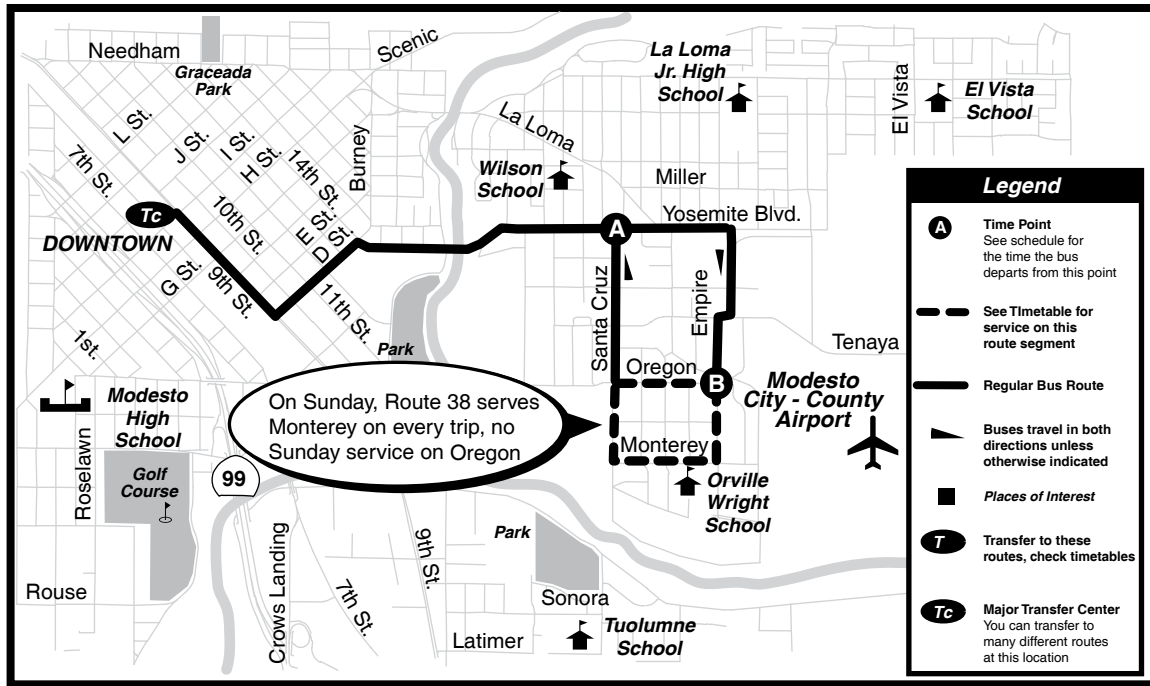 Needham
Scenic
Graceada
Park
La Loma
Jr. High
School
El Vista
El Vista
School
L St.
J St.
I St.
H St.
7th St.
14th St.
Burney
La Loma
Wilson
School
Miller
Tc
DOWNTOWN
10th St.
E St.
D St.
A
Yosemite Blvd.
G St.
9th St.
11th St.
Santa Cruz
Empire
1st.
Park
Tenaya
Oregon
B
Modesto
City - County
Airport
Modesto
High
School
On Sunday, Route 38 serves
Monterey on every trip, no
Sunday service on Oregon
Monterey
Roselawn
Golf
Course
99
Orville
Wright
School
Park
9th St.
Crows Landing
7th St.
Rouse
Sonora
Latimer
Tuolumne
School
Legend
A
Time Point
See schedule for
the time the bus
departs from this point
See TImetable for
service on this
route segment
Regular Bus Route
Buses travel in both
directions unless
otherwise indicated
Places of Interest
T
Transfer to these
routes, check timetables
Tc
Major Transfer Center
You can transfer to
many different routes
at this location